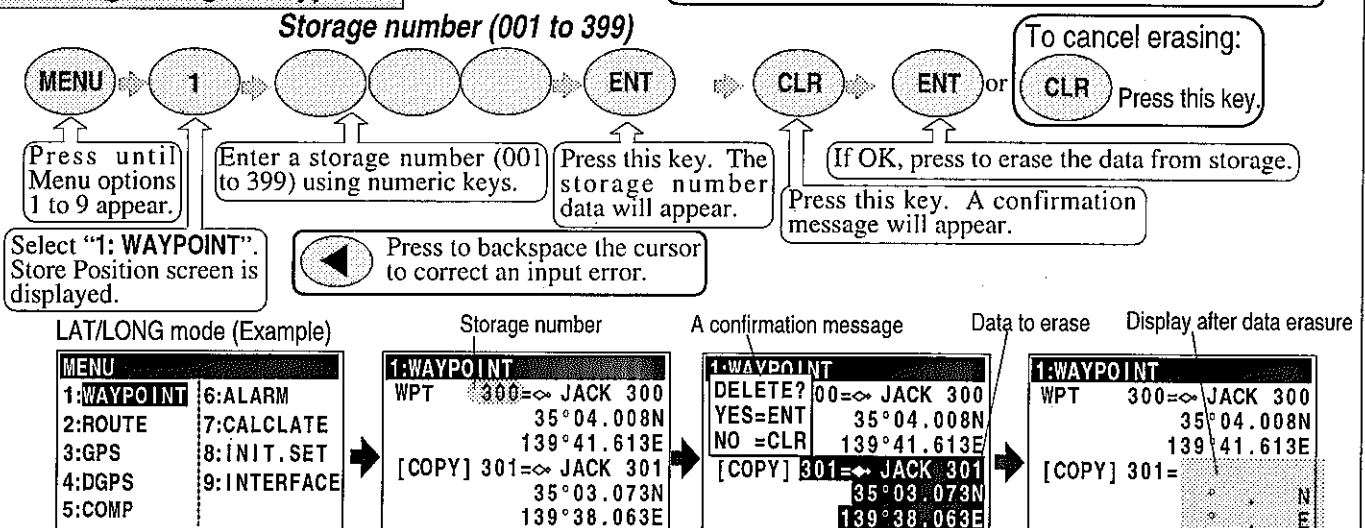 Storage number (001 to 399)
To cancel erasing:
MENU 1 ENT CLR ENT or CLR Press this key.
Press until
Menu options
1 to 9 appear.
Enter a storage number (001
to 399) using numeric keys.
Press this key. The
storage number
data will appear.
If OK, press to erase the data from storage.
Press this key. A confirmation
message will appear.
Select “1: WAYPOINT”.
Store Position screen is
displayed.
Press to backspace the cursor
to correct an input error.
LAT/LONG mode (Example)
MENU
1:WAYPOINT 6:ALARM
2:ROUTE 7:CALCLATE
3:GPS 8:INIT.SET
4:DGPS 9:INTERFACE
5:COMP
Storage number
1:WAYPOINT
WPT 300= JACK 300
35°04.008N
139°41.613E
[COPY] 301= JACK 301
35°03.073N
139°38.063E
A confirmation message
Data to erase
1:WAYPOINT
DELETE? 00= JACK 300
YES=ENT 35°04.008N
NO =CLR 139°41.613E
[COPY] 301= JACK 301
35°03.073N
139°38.063E
Display after data erasure
1:WAYPOINT
WPT 300= JACK 300
35°04.008N
139°41.613E
[COPY] 301=
° . N
° . E